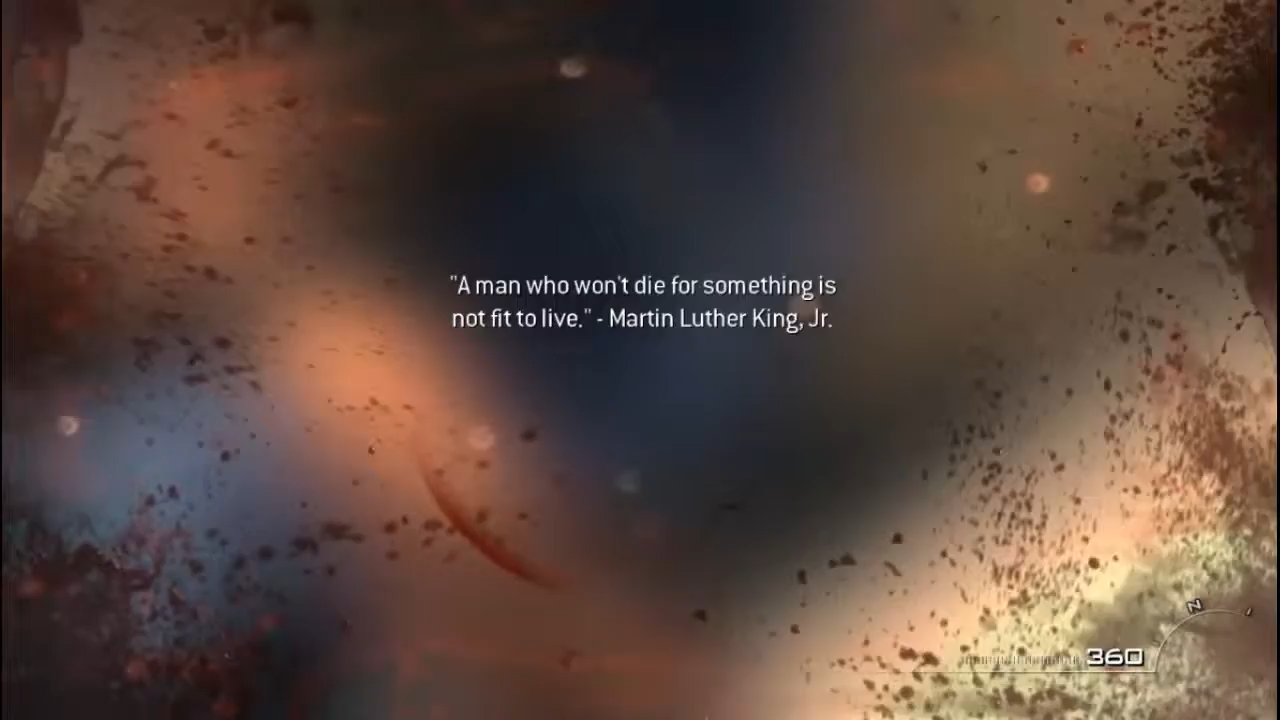 "A man who won't die for something is
not fit to live." - Martin Luther King, Jr.
N
360